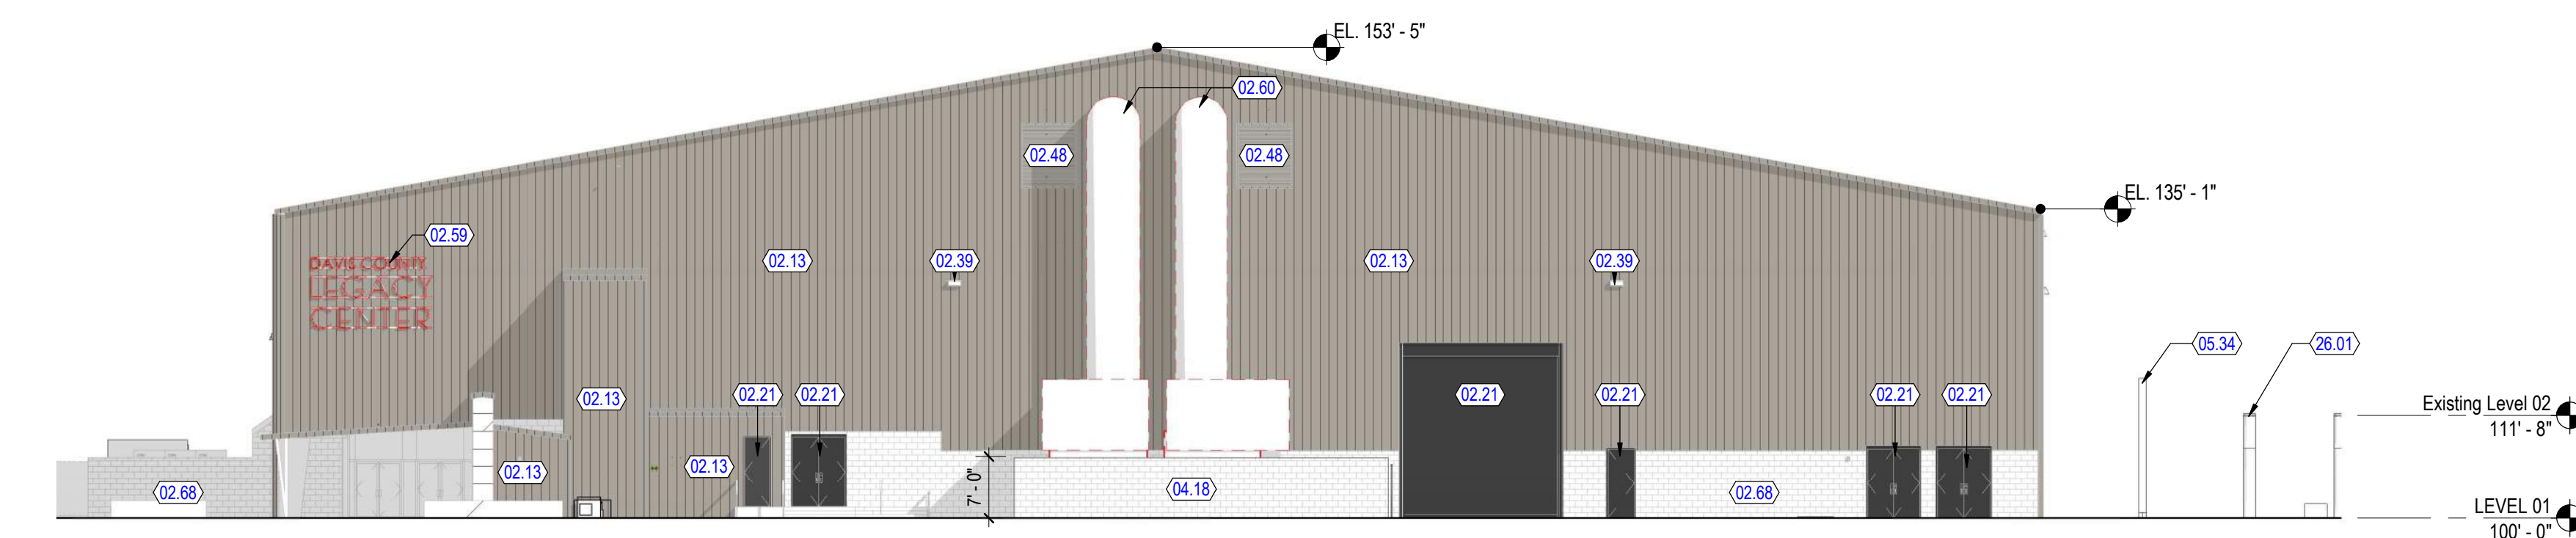 EL. 153' - 5"
02.60
02.48
02.48
EL. 135' - 1"
02.59
DAVIS COUNTY
LEGACY
CENTER
02.13
02.39
02.13
02.39
05.34
26.01
02.13
02.21
02.21
02.21
02.21
02.21
02.21
Existing Level 02
111' - 8"
02.13
02.13
02.68
7' - 0"
04.18
02.68
LEVEL 01
100' - 0"